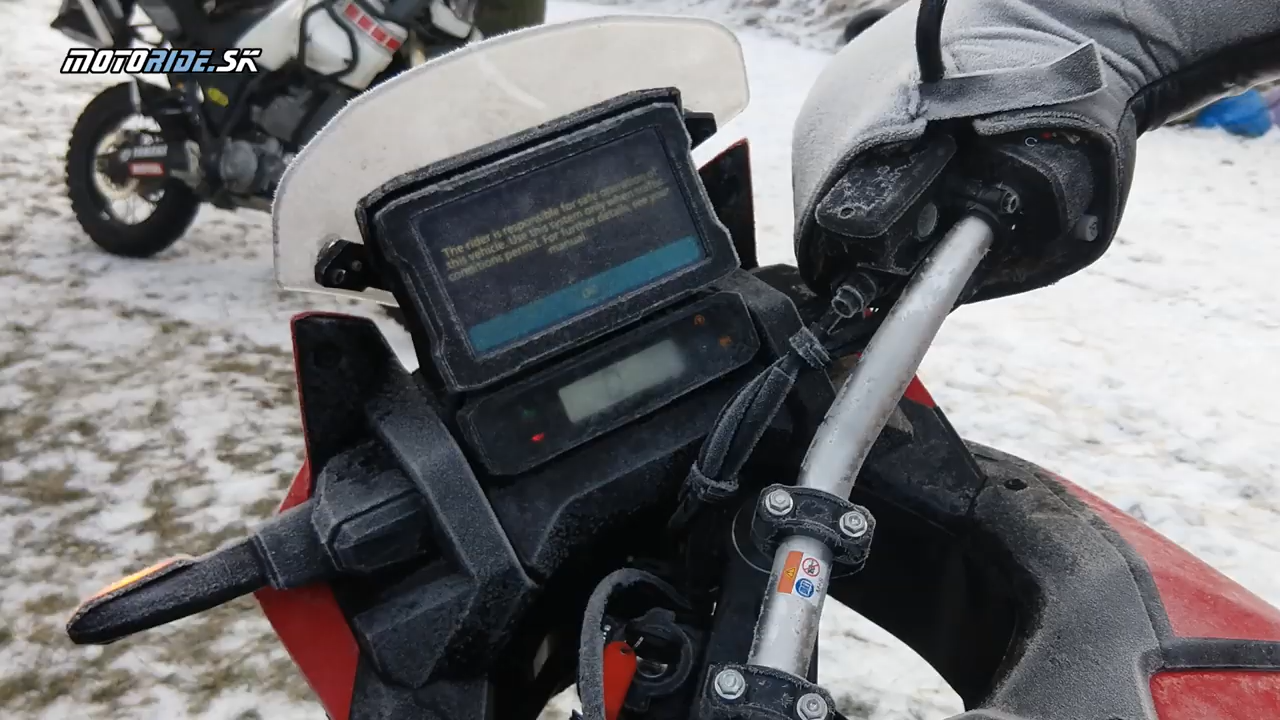 MOTORIDE.SK
The rider is responsible for safe operation of
this vehicle. Use this system only when traffic
conditions permit. For further details, see your
manual.
OK